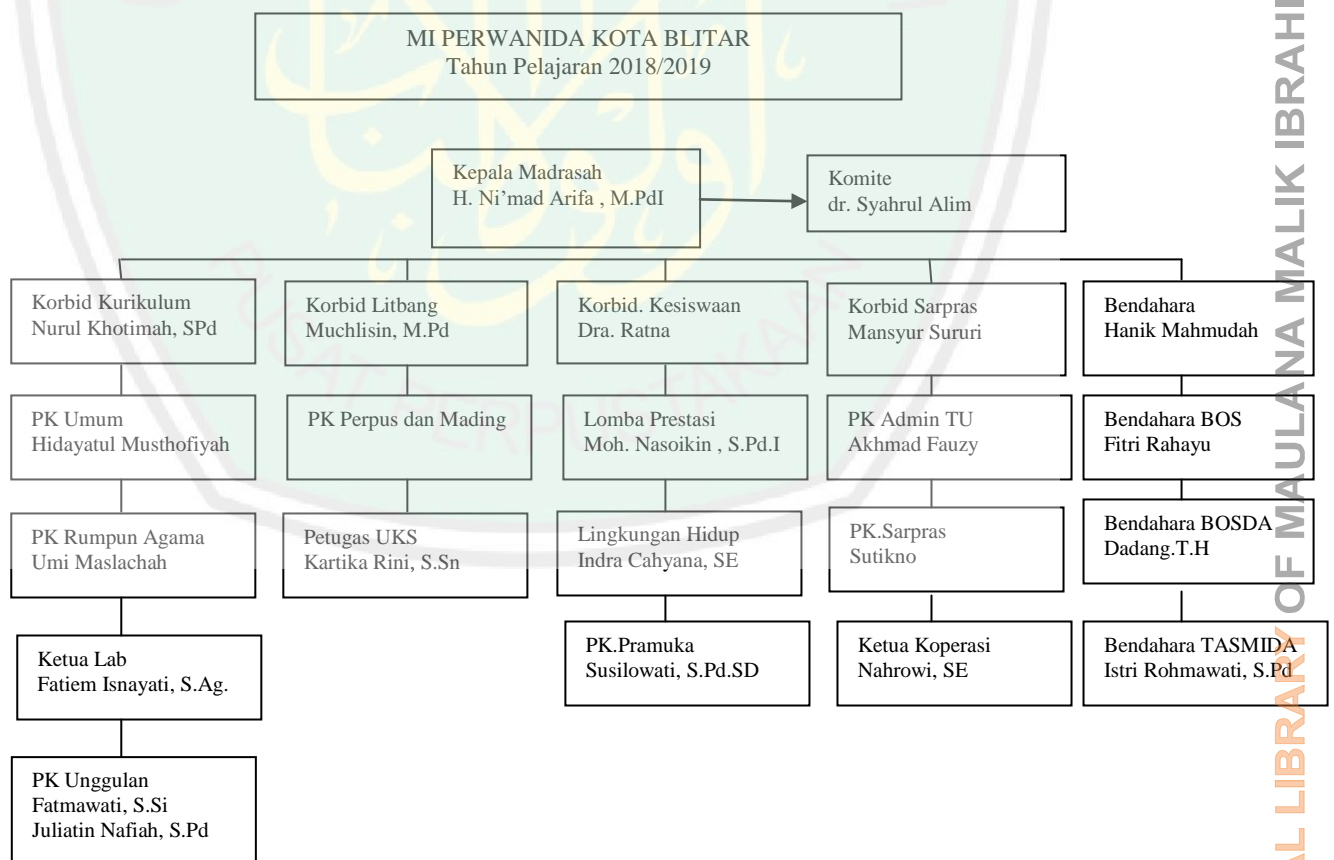 MI PERWANIDA KOTA BLITAR
Tahun Pelajaran 2018/2019
Kepala Madrasah
H. Ni’mad Arifa , M.PdI
Komite
dr. Syahrul Alim
Korbid Kurikulum
Nurul Khotimah, SPd
Korbid Litbang
Muchlisin, M.Pd
Korbid. Kesiswaan
Dra. Ratna
Korbid Sarpras
Mansyur Sururi
Bendahara
Hanik Mahmudah
PK Umum
Hidayatul Musthofiyah
PK Perpus dan Mading
Lomba Prestasi
Moh. Nasoikin , S.Pd.I
PK Admin TU
Akhmad Fauzy
Bendahara BOS
Fitri Rahayu
PK Rumpun Agama
Umi Maslachah
Petugas UKS
Kartika Rini, S.Sn
Lingkungan Hidup
Indra Cahyana, SE
PK.Sarpras
Sutikno
Bendahara BOSDA
Dadang.T.H
Ketua Lab
Fatiem Isnayati, S.Ag.
PK.Pramuka
Susilowati, S.Pd.SD
Ketua Koperasi
Nahrowi, SE
Bendahara TASMIDA
Istri Rohmawati, S.Pd
PK Unggulan
Fatmawati, S.Si
Juliatin Nafiah, S.Pd
PUSAT PERPUSTAKAAN
LIBRARY OF MAULANA MALIK